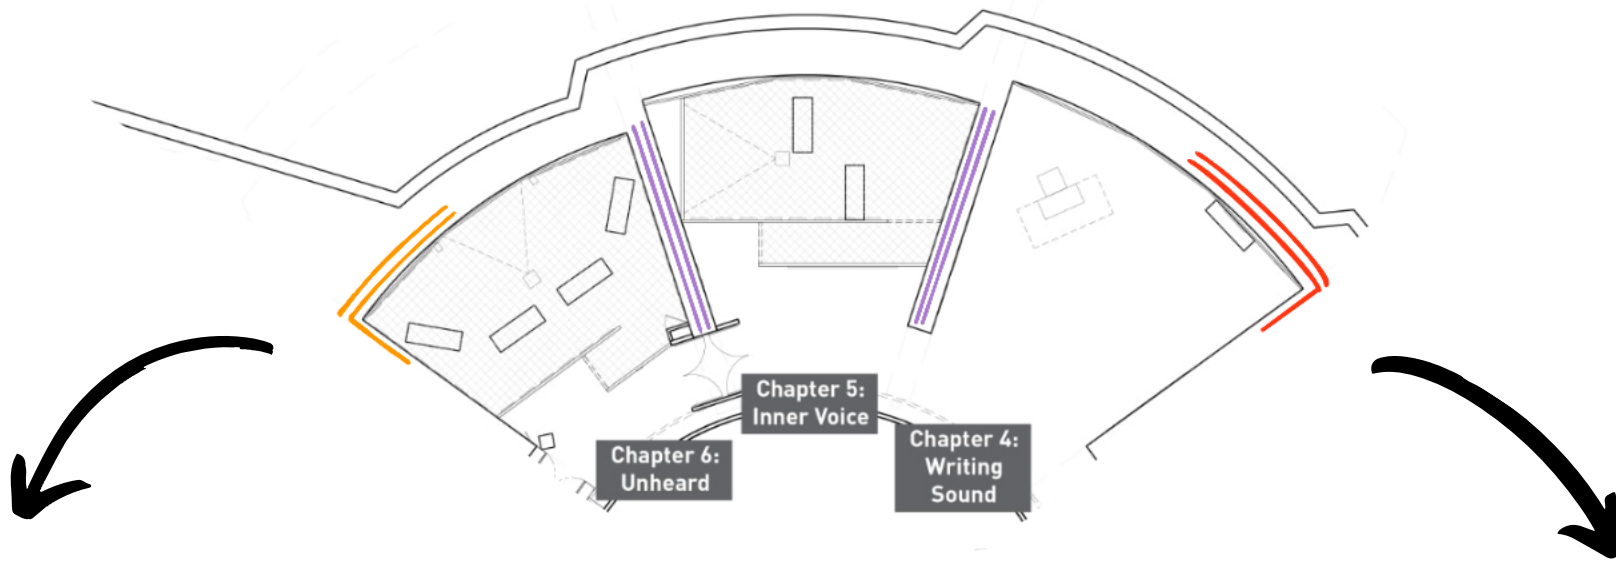 Chapter 5:
Inner Voice
Chapter 4:
Writing
Sound
Chapter 6:
Unheard